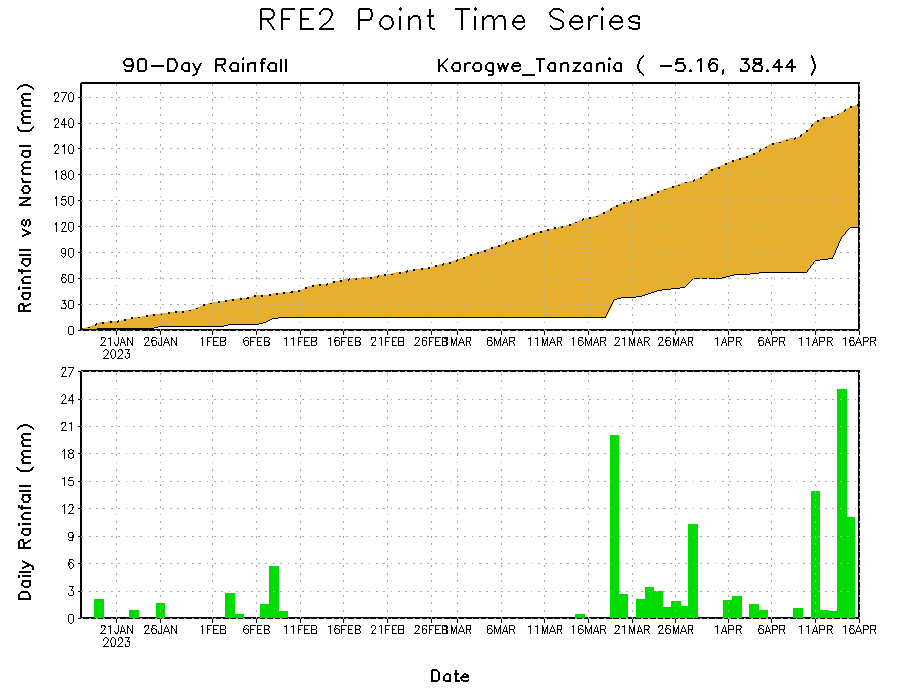 RFE2 Point Time Series
90-Day Rainfall
Karogwe_Tanzania ( -5.16, 38.44 )
Rainfall vs Normal (mm)
270
240
210
180
150
120
90
60
30
0
21JAN 26JAN 1FEB 6FEB 11FEB 16FEB 21FEB 26FEB 1MAR 6MAR 11MAR 16MAR 21MAR 26MAR 1APR 6APR 11APR 16APR
2023
Daily Rainfall (mm)
27
24
21
18
15
12
9
6
3
0
21JAN 26JAN 1FEB 6FEB 11FEB 16FEB 21FEB 26FEB 1MAR 6MAR 11MAR 16MAR 21MAR 26MAR 1APR 6APR 11APR 16APR
2023
Date